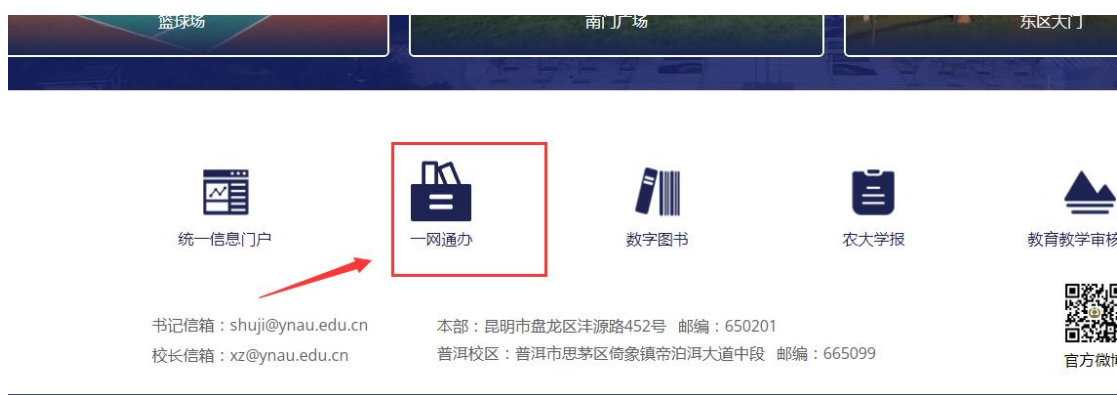 篮球场
南门广场
东区大门
统一信息门户
一网通办
数字图书
农大学报
教育教学审核
书记信箱：shuji@ynau.edu.cn
本部：昆明市盘龙区沣源路452号 邮编：650201
校长信箱：xz@ynau.edu.cn
普洱校区：普洱市思茅区倚象镇帝泊洱大道中段 邮编：665099
官方微博